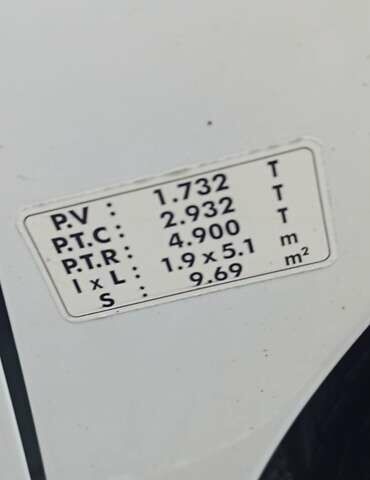 P.V : 1.732 T
P.T.C : 2.932 T
P.T.R : 4.900 T
I x L : 1.9 x 5.1 m
S : 9.69 m²